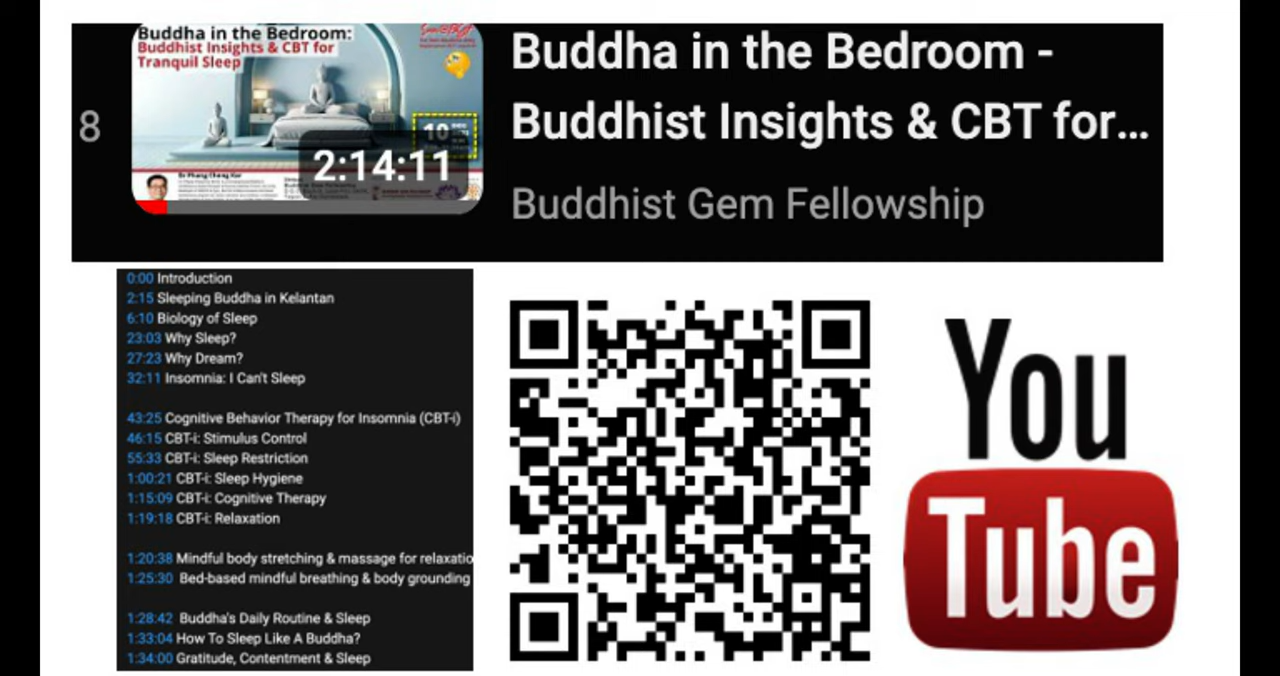 Buddha in the Bedroom:
Buddhist Insights & CBT for
Tranquil Sleep
8
2:14:11
Buddha in the Bedroom -
Buddhist Insights & CBT for...
Buddhist Gem Fellowship
0:00 Introduction
2:15 Sleeping Buddha in Kelantan
6:10 Biology of Sleep
23:03 Why Sleep?
27:23 Why Dream?
32:11 Insomnia: I Can't Sleep
43:25 Cognitive Behavior Therapy for Insomnia (CBT-i)
46:15 CBT-i: Stimulus Control
55:33 CBT-i: Sleep Restriction
1:00:21 CBT-i: Sleep Hygiene
1:15:09 CBT-i: Cognitive Therapy
1:19:18 CBT-i: Relaxation
1:20:38 Mindful body stretching & massage for relaxatio
1:25:30 Bed-based mindful breathing & body grounding
1:28:42 Buddha's Daily Routine & Sleep
1:33:04 How To Sleep Like A Buddha?
1:34:00 Gratitude, Contentment & Sleep
You
Tube